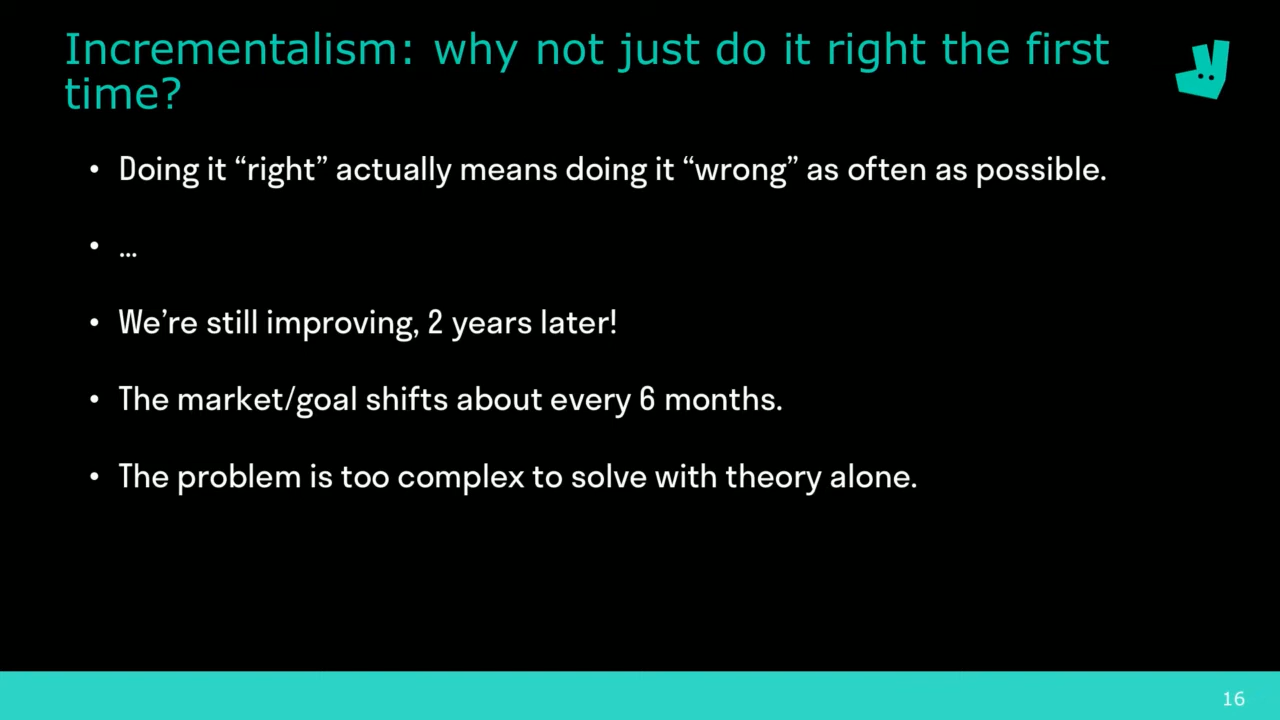 Incrementalism: why not just do it right the first
time?
• Doing it “right” actually means doing it “wrong” as often as possible.
• …
• We’re still improving, 2 years later!
• The market/goal shifts about every 6 months.
• The problem is too complex to solve with theory alone.
16